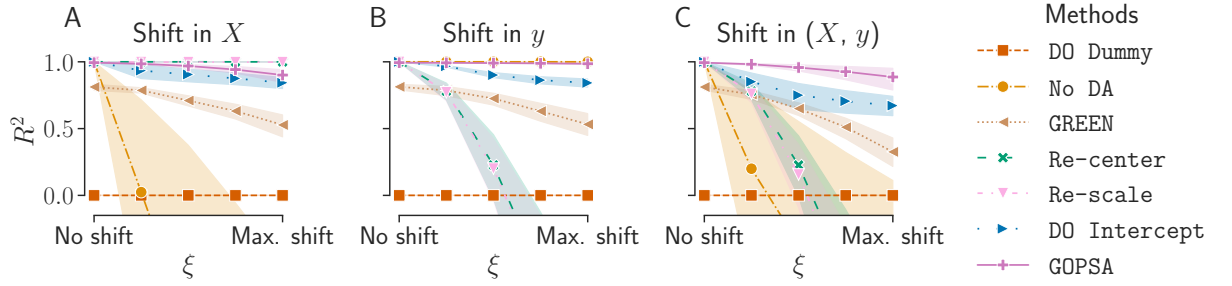 A
Shift in X
B
Shift in y
C
Shift in (X, y)
Methods
R²
1.0
0.5
0.0
No shift
Max. shift
ξ
No shift
Max. shift
ξ
No shift
Max. shift
ξ
DO Dummy
No DA
GREEN
Re-center
Re-scale
DO Intercept
GOPSA